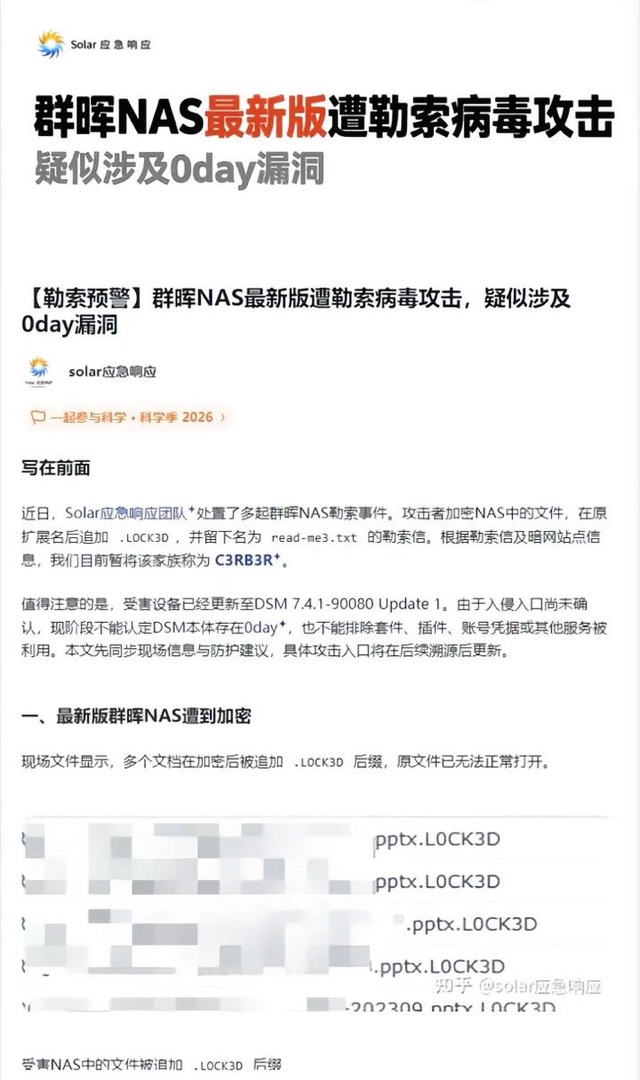 Solar 应急响应
群晖NAS最新版遭勒索病毒攻击
疑似涉及0day漏洞
【勒索预警】群晖NAS最新版遭勒索病毒攻击，疑似涉及
0day漏洞
solar应急响应
一起参与科学·科学季 2026
写在前面
近日，Solar应急响应团队处置了多起群晖NAS勒索事件。攻击者加密NAS中的文件，在原
扩展名后追加 .L0CK3D ，并留下名为 read-me3.txt 的勒索信。根据勒索信及暗网站点信
息，我们目前暂将该家族称为 C3RB3R。
值得注意的是，受害设备已经更新至DSM 7.4.1-90080 Update 1。由于入侵入口尚未确
认，现阶段不能认定DSM本体存在0day，也不能排除套件、插件、账号凭据或其他服务被
利用。本文先同步现场信息与防护建议，具体攻击入口将在后续溯源后更新。
一、最新版群晖NAS遭到加密
现场文件显示，多个文档在加密后被追加 .L0CK3D 后缀，原文件已无法正常打开。
pptx.L0CK3D
pptx.L0CK3D
.pptx.L0CK3D
.pptx.L0CK3D
知乎 @solar应急响应
-202309.pptx.L0CK3D
受害NAS中的文件被追加 .L0CK3D 后缀